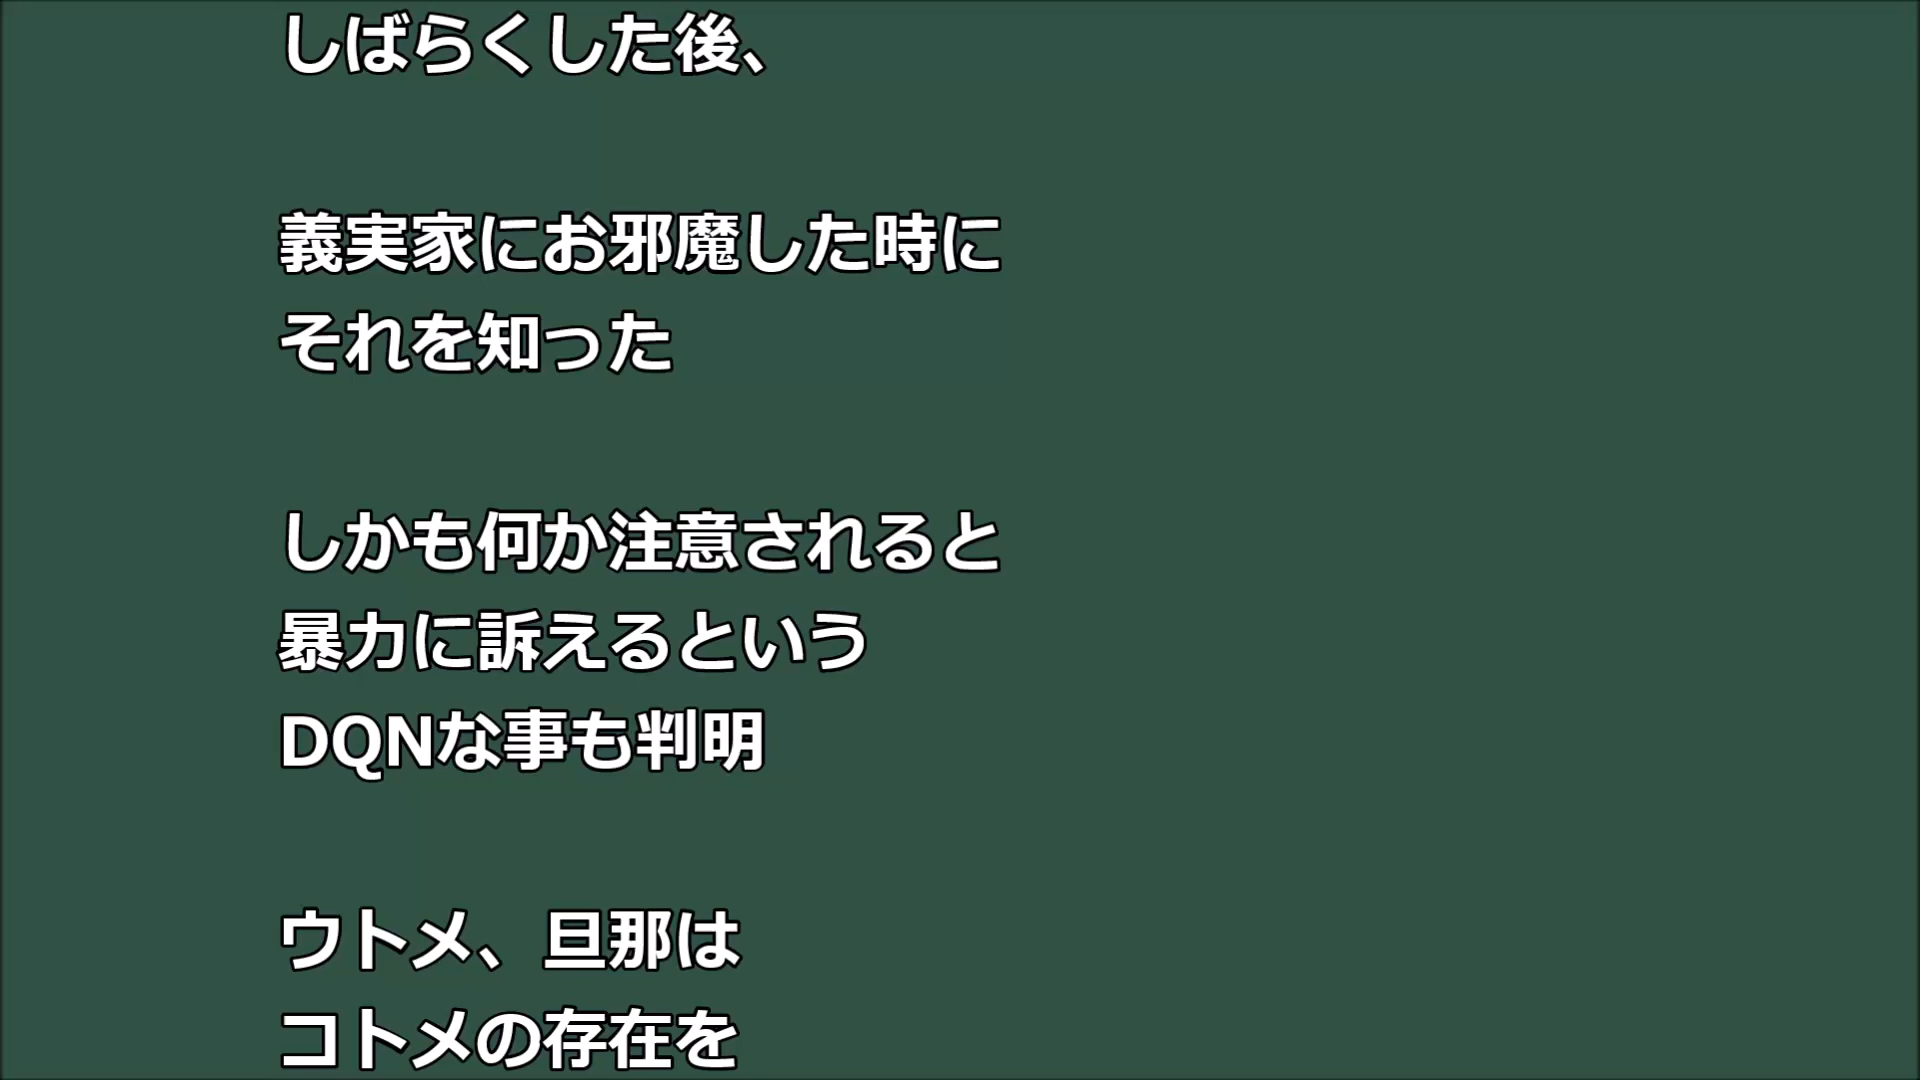 しばらくした後、
義実家にお邪魔した時に
それを知った
しかも何か注意されると
暴力に訴えるという
DQNな事も判明
ウトメ、旦那は
コトメの存在を